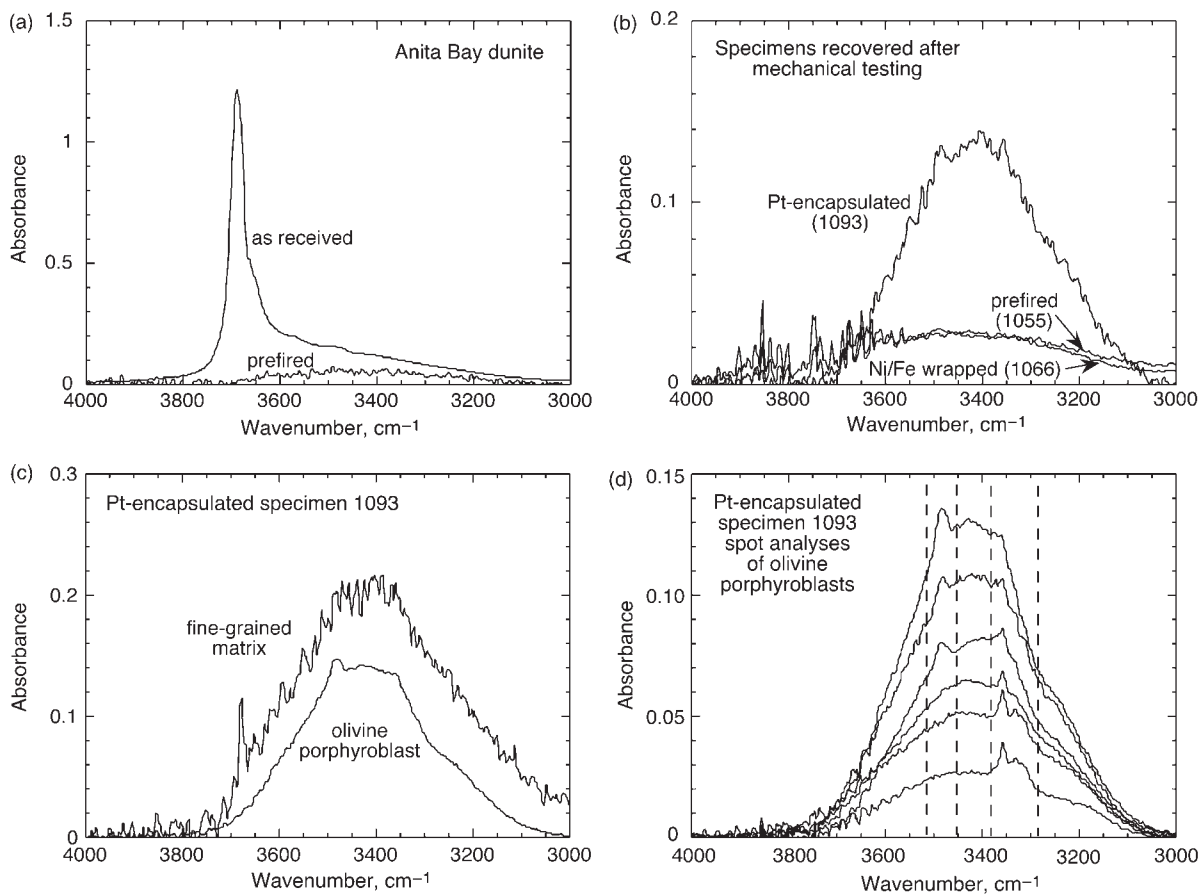 (a)
1.5
1
0.5
0
Absorbance
Anita Bay dunite
as received
prefired
4000 3800 3600 3400 3200 3000
Wavenumber, cm⁻¹
(b)
0.2
0.1
0
Absorbance
Specimens recovered after
mechanical testing
Pt-encapsulated
(1093)
prefired
(1055)
Ni/Fe wrapped (1066)
4000 3800 3600 3400 3200 3000
Wavenumber, cm⁻¹
(c)
0.3
0.2
0.1
0
Absorbance
Pt-encapsulated specimen 1093
fine-grained
matrix
olivine
porphyroblast
4000 3800 3600 3400 3200 3000
Wavenumber, cm⁻¹
(d)
0.15
0.10
0.05
0
Absorbance
Pt-encapsulated
specimen 1093
spot analyses
of olivine
porphyroblasts
4000 3800 3600 3400 3200 3000
Wavenumber, cm⁻¹